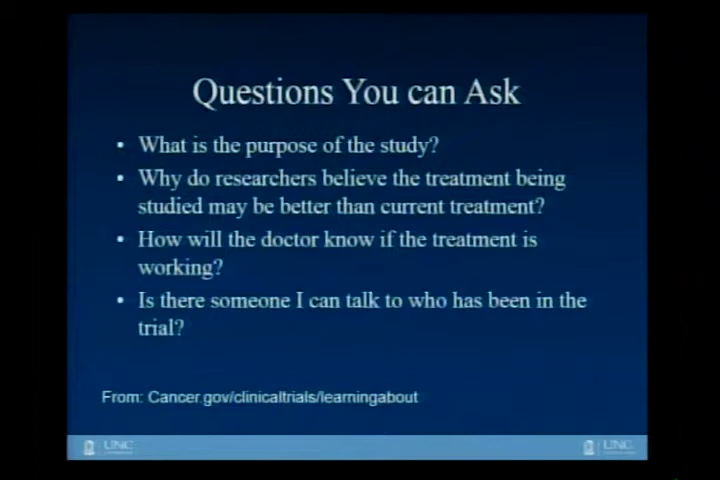 Questions You can Ask
• What is the purpose of the study?
• Why do researchers believe the treatment being
studied may be better than current treatment?
• How will the doctor know if the treatment is
working?
• Is there someone I can talk to who has been in the
trial?
From: Cancer.gov/clinicaltrials/learningabout
UNC
UNC